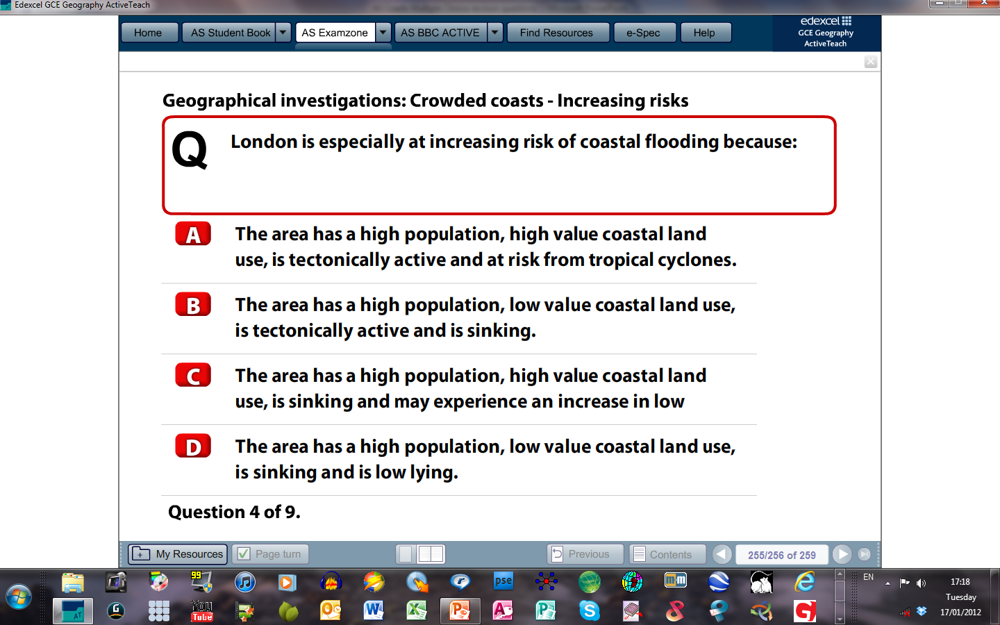 Edexcel GCE Geography ActiveTeach
Home
AS Student Book
AS Examzone
AS BBC ACTIVE
Find Resources
e-Spec
Help
edexcel
GCE Geography
ActiveTeach
Geographical investigations: Crowded coasts - Increasing risks
Q
London is especially at increasing risk of coastal flooding because:
A
The area has a high population, high value coastal land
use, is tectonically active and at risk from tropical cyclones.
B
The area has a high population, low value coastal land use,
is tectonically active and is sinking.
C
The area has a high population, high value coastal land
use, is sinking and may experience an increase in low
D
The area has a high population, low value coastal land use,
is sinking and is low lying.
Question 4 of 9.
My Resources
Page turn
Previous
Contents
255/256 of 259
99
pse
EN
17:18
Tuesday
17/01/2012
AT
G
You
Tube